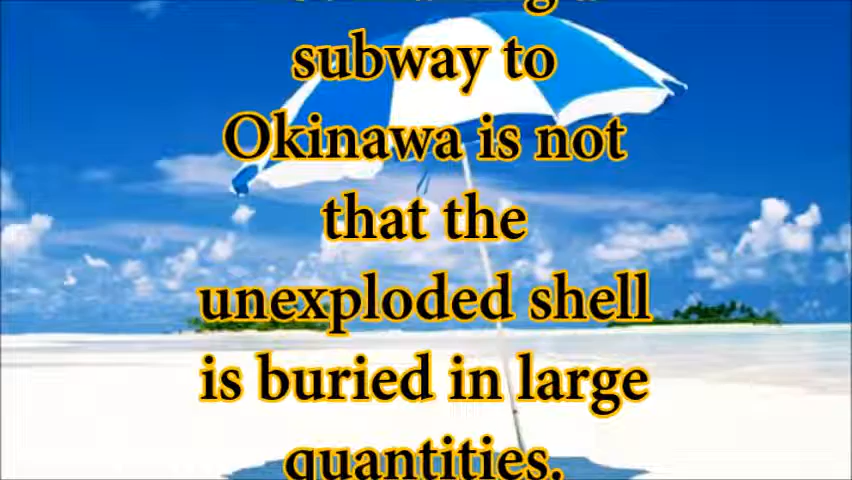 subway to
Okinawa is not
that the
unexploded shell
is buried in large
quantities.